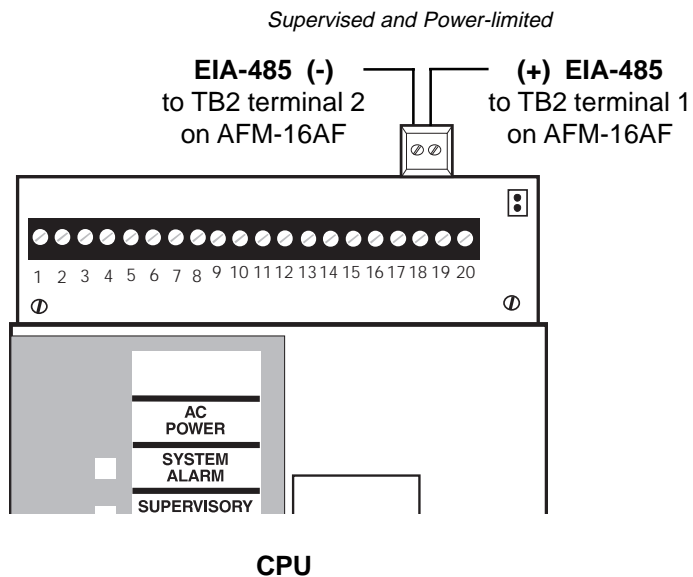 Supervised and Power-limited
EIA-485 (-)
to TB2 terminal 2
on AFM-16AF
(+) EIA-485
to TB2 terminal 1
on AFM-16AF
1 2 3 4 5 6 7 8 9 10 11 12 13 14 15 16 17 18 19 20
AC
POWER
SYSTEM
ALARM
SUPERVISORY
CPU